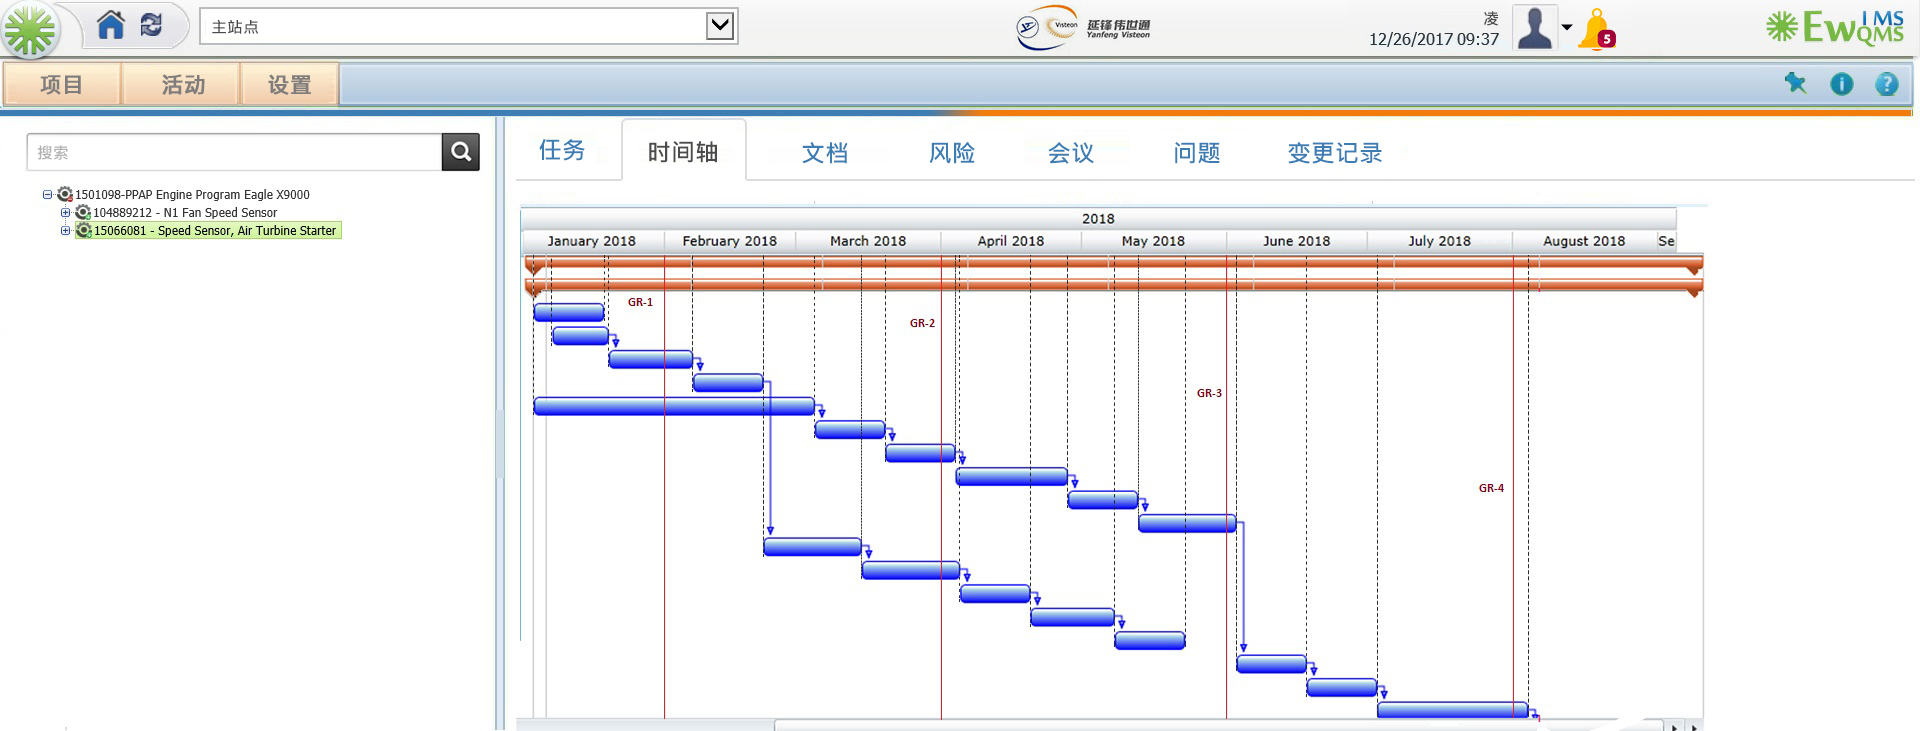 主站点
Visteon
延锋伟世通
Yanfeng Visteon
凌
12/26/2017 09:37
5
EW IMS QMS
项目 活动 设置
搜索
任务 时间轴 文档 风险 会议 问题 变更记录
1501098-PPAP Engine Program Eagle X9000
104889212 - N1 Fan Speed Sensor
15066081 - Speed Sensor, Air Turbine Starter
2018
January 2018 February 2018 March 2018 April 2018 May 2018 June 2018 July 2018 August 2018 Se
GR-1
GR-2
GR-3
GR-4